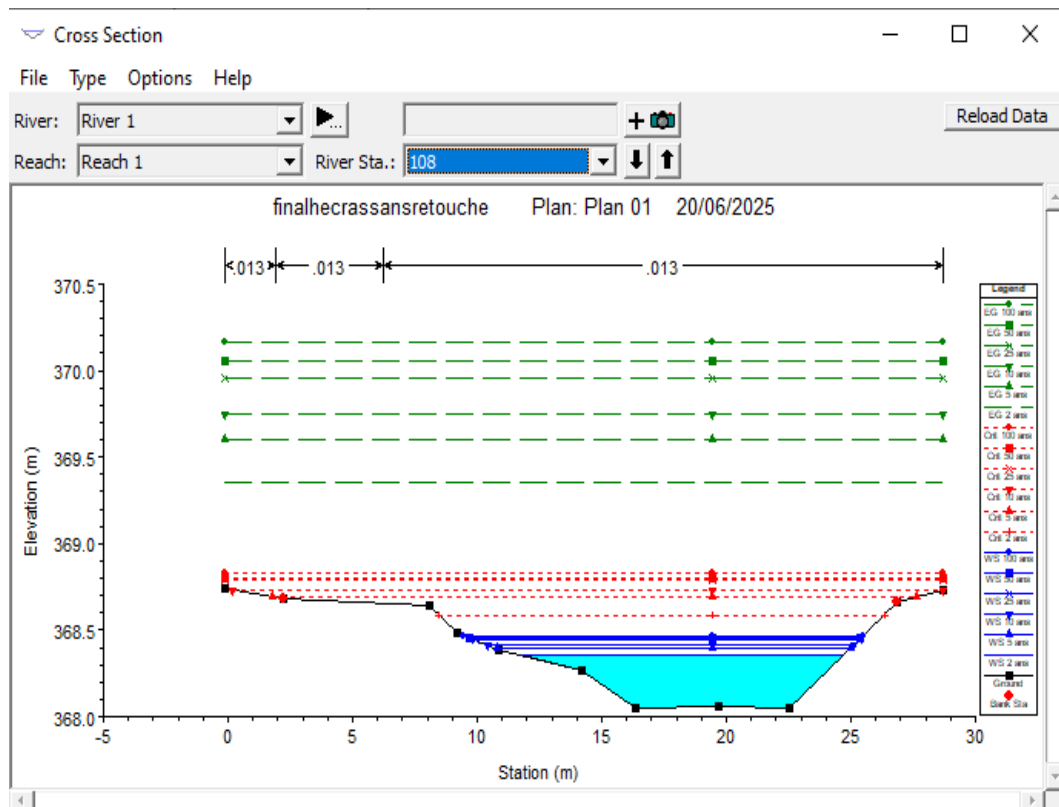 Cross Section
File Type Options Help
River: River 1
Reload Data
Reach: Reach 1 River Sta.: 108
finalhecrassansretouche Plan: Plan 01 20/06/2025
.013 .013 .013
370.5
370.0
369.5
369.0
368.5
368.0
Elevation (m)
-5 0 5 10 15 20 25 30
Station (m)
Legend
EG 100 ans
EG 50 ans
EG 25 ans
EG 10 ans
EG 5 ans
EG 2 ans
Crit 100 ans
Crit 50 ans
Crit 25 ans
Crit 10 ans
Crit 5 ans
Crit 2 ans
WS 100 ans
WS 50 ans
WS 25 ans
WS 10 ans
WS 5 ans
WS 2 ans
Ground
Bank Sta